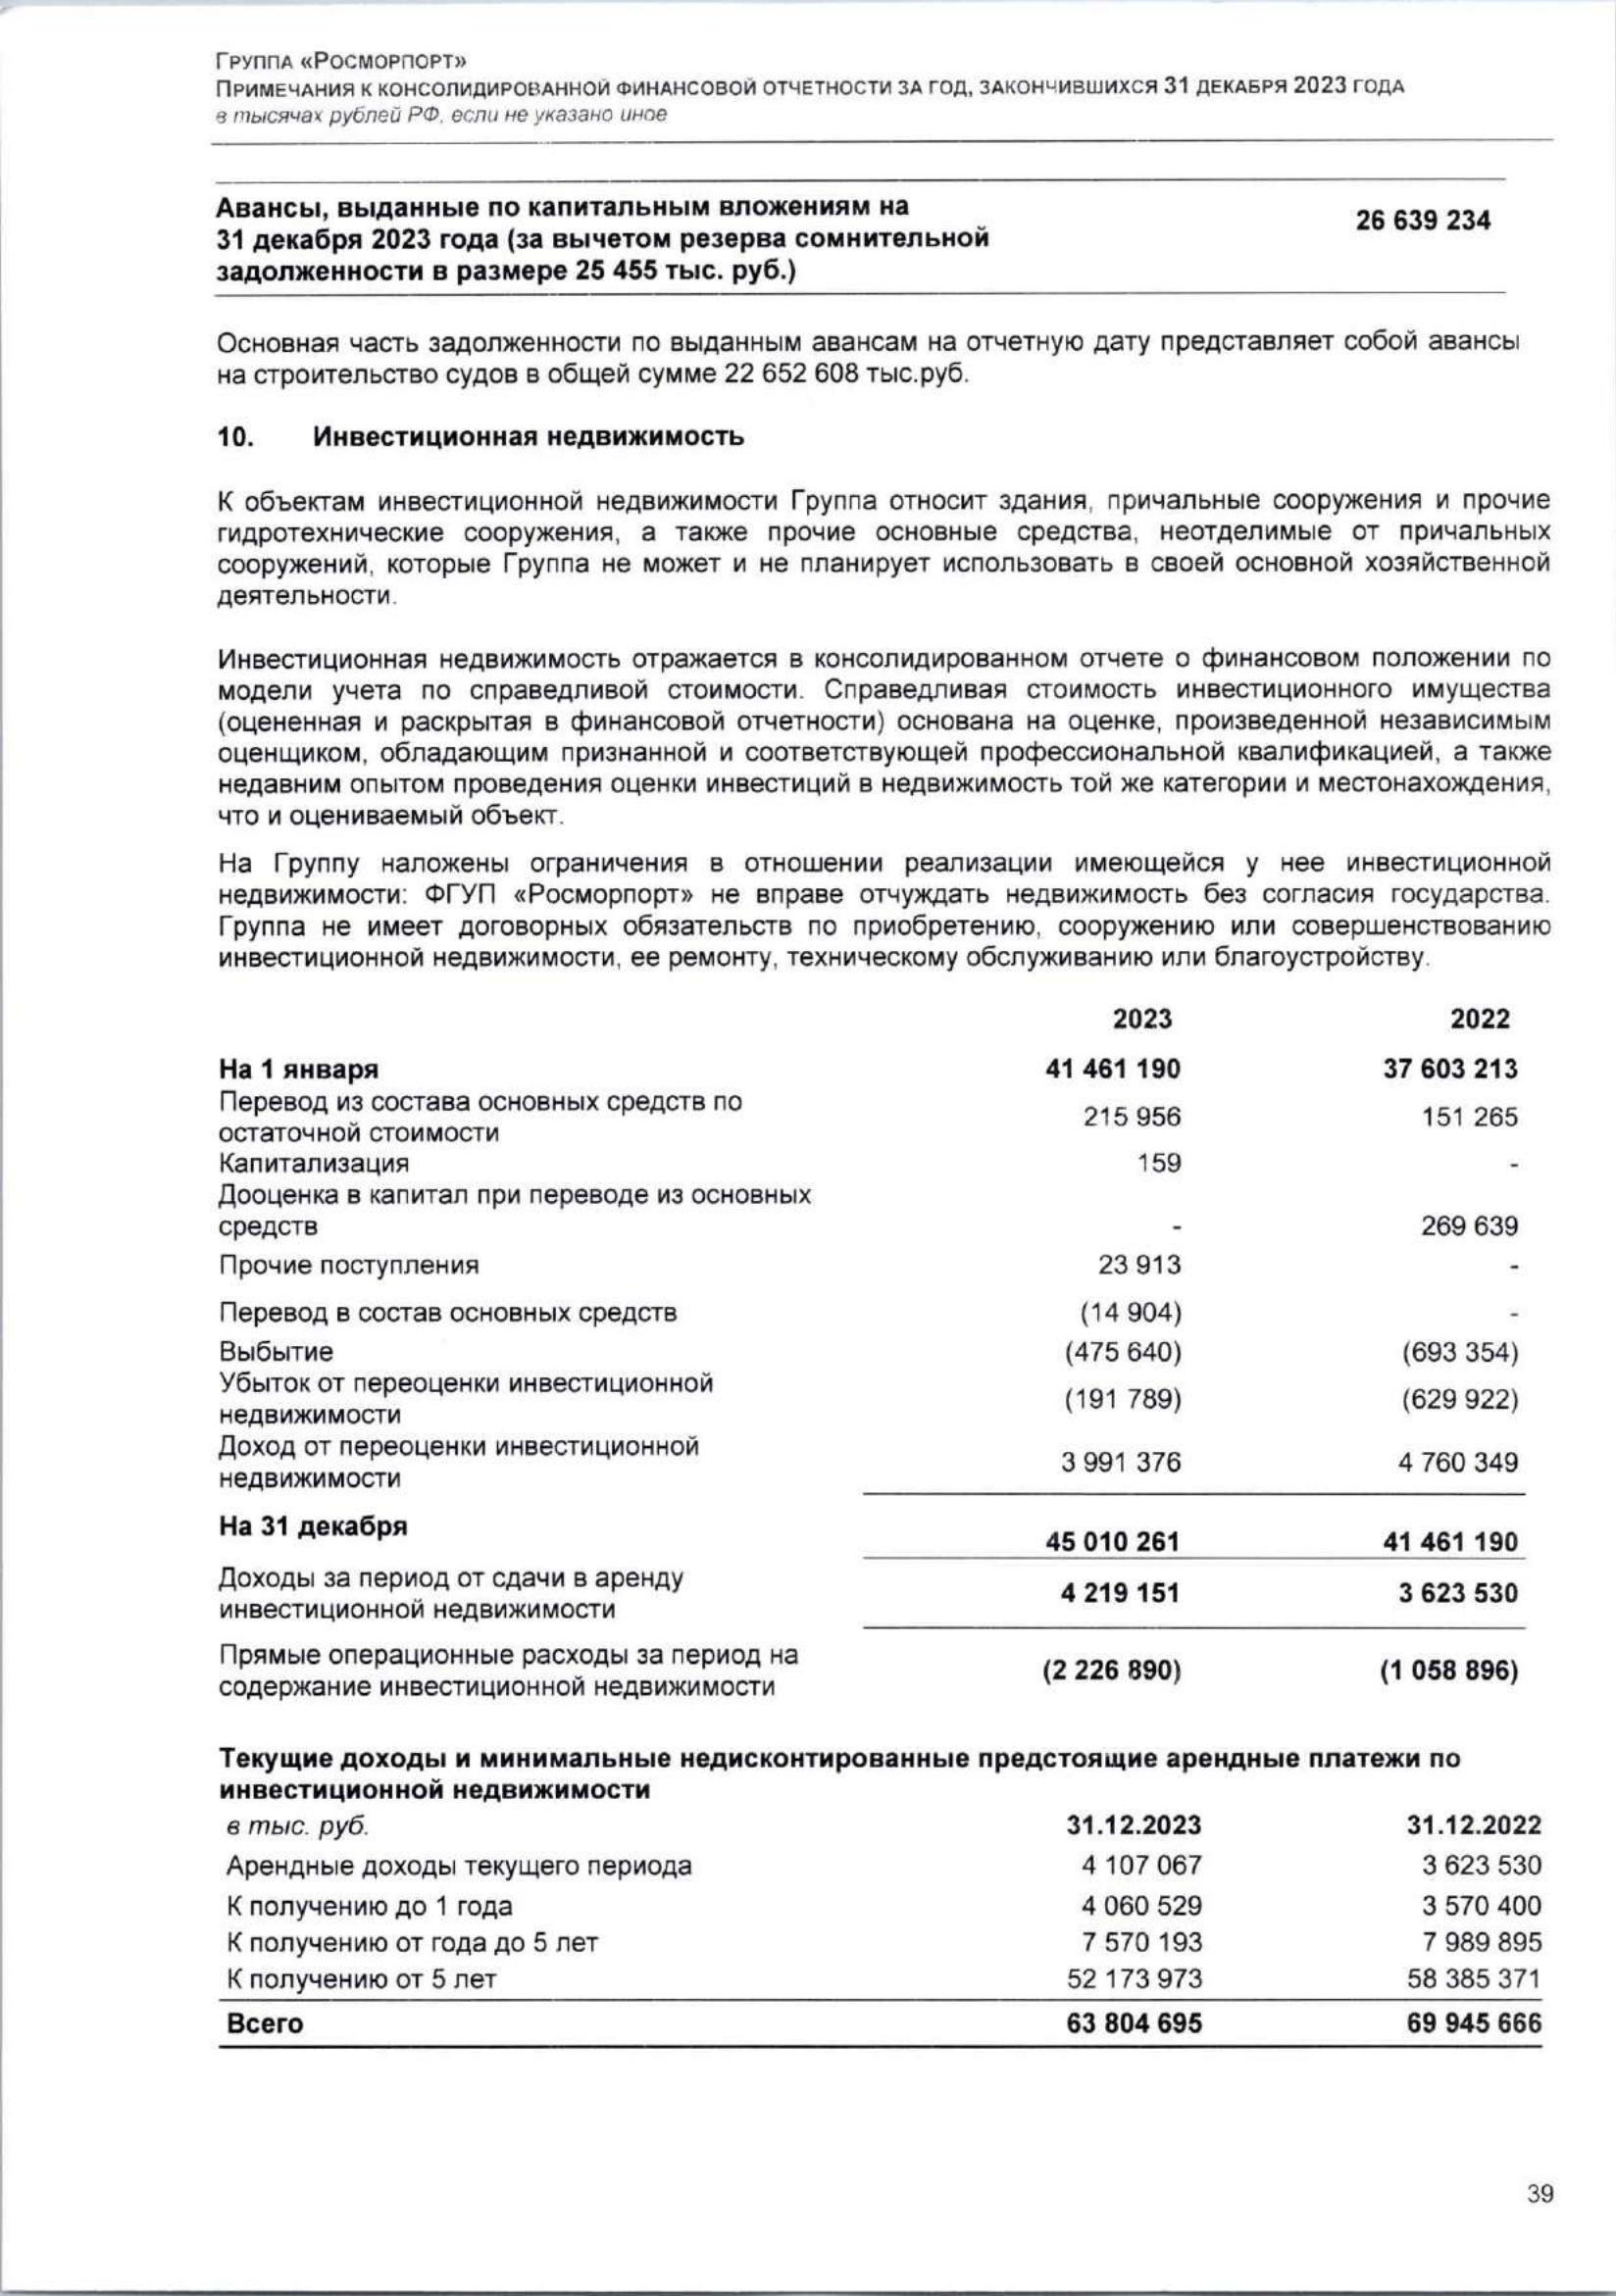 ГРУППА «РОСМОРПОРТ»
ПРИМЕЧАНИЯ К КОНСОЛИДИРОВАННОЙ ФИНАНСОВОЙ ОТЧЕТНОСТИ ЗА ГОД, ЗАКОНЧИВШИХСЯ 31 ДЕКАБРЯ 2023 ГОДА
в тысячах рублей РФ, если не указано иное
Авансы, выданные по капитальным вложениям на
31 декабря 2023 года (за вычетом резерва сомнительной
задолженности в размере 25 455 тыс. руб.)
26 639 234
Основная часть задолженности по выданным авансам на отчетную дату представляет собой авансы
на строительство судов в общей сумме 22 652 608 тыс.руб.
10. Инвестиционная недвижимость
К объектам инвестиционной недвижимости Группа относит здания, причальные сооружения и прочие
гидротехнические сооружения, а также прочие основные средства, неотделимые от причальных
сооружений, которые Группа не может и не планирует использовать в своей основной хозяйственной
деятельности.
Инвестиционная недвижимость отражается в консолидированном отчете о финансовом положении по
модели учета по справедливой стоимости. Справедливая стоимость инвестиционного имущества
(оцененная и раскрытая в финансовой отчетности) основана на оценке, произведенной независимым
оценщиком, обладающим признанной и соответствующей профессиональной квалификацией, а также
недавним опытом проведения оценки инвестиций в недвижимость той же категории и местонахождения,
что и оцениваемый объект.
На Группу наложены ограничения в отношении реализации имеющейся у нее инвестиционной
недвижимости: ФГУП «Росморпорт» не вправе отчуждать недвижимость без согласия государства.
Группа не имеет договорных обязательств по приобретению, сооружению или совершенствованию
инвестиционной недвижимости, ее ремонту, техническому обслуживанию или благоустройству.
2023 2022
На 1 января 41 461 190 37 603 213
Перевод из состава основных средств по
остаточной стоимости 215 956 151 265
Капитализация 159 -
Дооценка в капитал при переводе из основных
средств - 269 639
Прочие поступления 23 913 -
Перевод в состав основных средств (14 904) -
Выбытие (475 640) (693 354)
Убыток от переоценки инвестиционной
недвижимости (191 789) (629 922)
Доход от переоценки инвестиционной
недвижимости 3 991 376 4 760 349
На 31 декабря 45 010 261 41 461 190
Доходы за период от сдачи в аренду
инвестиционной недвижимости 4 219 151 3 623 530
Прямые операционные расходы за период на
содержание инвестиционной недвижимости (2 226 890) (1 058 896)
Текущие доходы и минимальные недисконтированные предстоящие арендные платежи по
инвестиционной недвижимости
в тыс. руб. 31.12.2023 31.12.2022
Арендные доходы текущего периода 4 107 067 3 623 530
К получению до 1 года 4 060 529 3 570 400
К получению от года до 5 лет 7 570 193 7 989 895
К получению от 5 лет 52 173 973 58 385 371
Всего 63 804 695 69 945 666
39